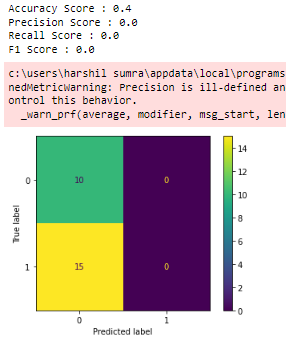 Accuracy Score : 0.4
Precision Score : 0.0
Recall Score : 0.0
F1 Score : 0.0
c:\users\harshil sumra\appdata\local\programs
nedMetricWarning: Precision is ill-defined an
ontrol this behavior.
_warn_prf(average, modifier, msg_start, len
14
12
10
8
6
4
2
0
0
10
0
True label
1
15
0
0
1
Predicted label